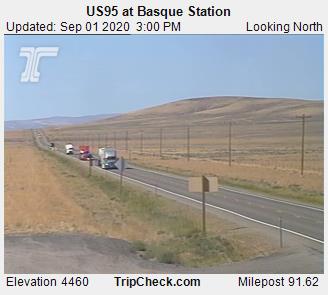 US95 at Basque Station
Updated: Sep 01 2020  3:00 PM
Looking North
Elevation 4460
TripCheck.com
Milepost 91.62